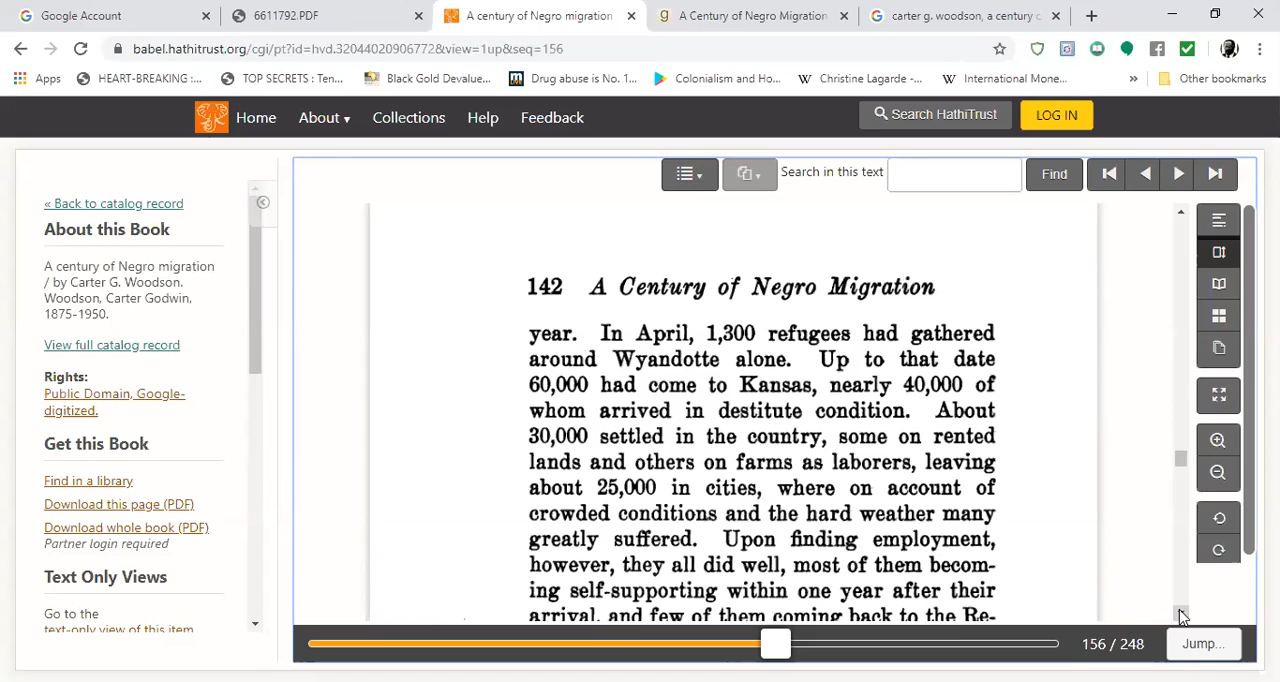 Google Account
6611792.PDF
A century of Negro migration
A Century of Negro Migration
carter g. woodson, a century c
babel.hathitrust.org/cgi/pt?id=hvd.32044020906772&view=1up&seq=156
Apps
HEART-BREAKING :...
TOP SECRETS : Ten...
Black Gold Devalue...
Drug abuse is No. 1...
Colonialism and Ho...
Christine Lagarde -...
International Mone...
»
Other bookmarks
Home
About ▾
Collections
Help
Feedback
Search HathiTrust
LOG IN
« Back to catalog record
About this Book
A century of Negro migration
/ by Carter G. Woodson.
Woodson, Carter Godwin,
1875-1950.
View full catalog record
Rights:
Public Domain, Google-
digitized.
Get this Book
Find in a library
Download this page (PDF)
Download whole book (PDF)
Partner login required
Text Only Views
Go to the
text-only view of this item
Search in this text
Find
142 A Century of Negro Migration
year. In April, 1,300 refugees had gathered
around Wyandotte alone. Up to that date
60,000 had come to Kansas, nearly 40,000 of
whom arrived in destitute condition. About
30,000 settled in the country, some on rented
lands and others on farms as laborers, leaving
about 25,000 in cities, where on account of
crowded conditions and the hard weather many
greatly suffered. Upon finding employment,
however, they all did well, most of them becom-
ing self-supporting within one year after their
arrival, and few of them coming back to the Re-
156 / 248
Jump...